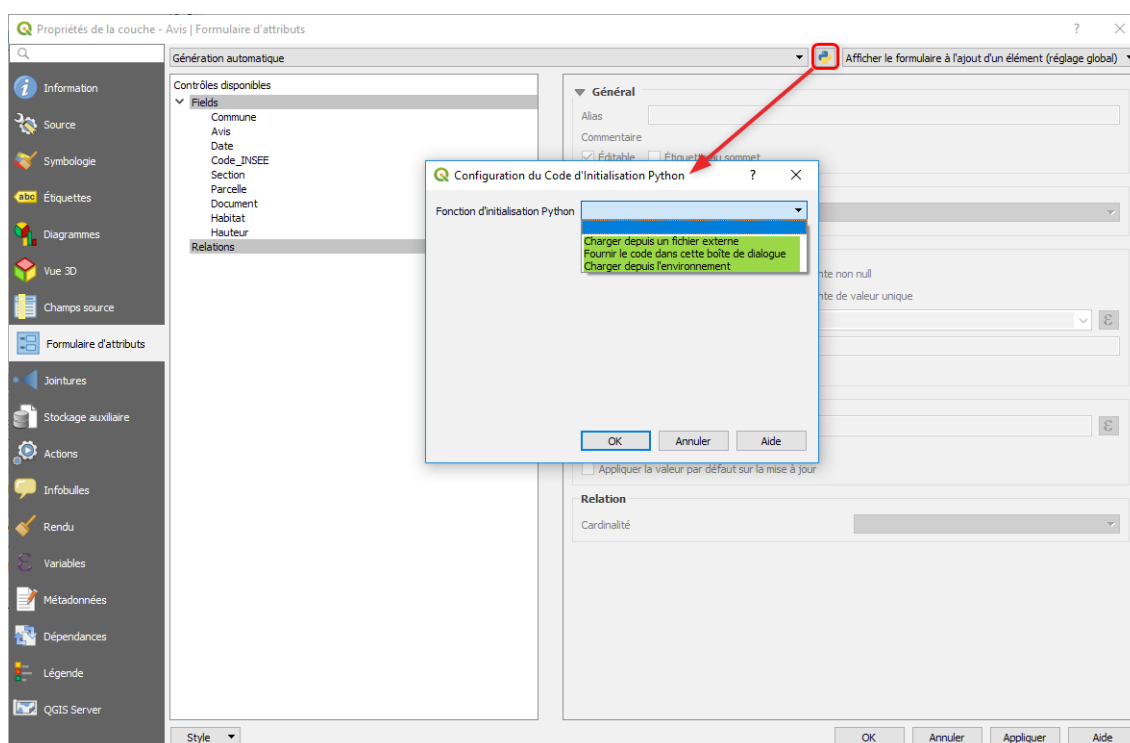 Propriétés de la couche - Avis | Formulaire d'attributs
Génération automatique
Afficher le formulaire à l'ajout d'un élément (réglage global)
Information
Source
Symbologie
abc Étiquettes
Diagrammes
Vue 3D
Champs source
Formulaire d'attributs
Jointures
Stockage auxiliaire
Actions
Infobulles
Rendu
Variables
Métadonnées
Dépendances
Légende
QGIS Server
Contrôles disponibles
Fields
Commune
Avis
Date
Code_INSEE
Section
Parcelle
Document
Habitat
Hauteur
Relations
Général
Alias
Commentaire
Éditable
Configuration du Code d'Initialisation Python
Fonction d'initialisation Python
Charger depuis un fichier externe
Fournir le code dans cette boîte de dialogue
Charger depuis l'environnement
OK Annuler Aide
nte non null
nte de valeur unique
Appliquer la valeur par défaut sur la mise à jour
Relation
Cardinalité
Style
OK Annuler Appliquer Aide